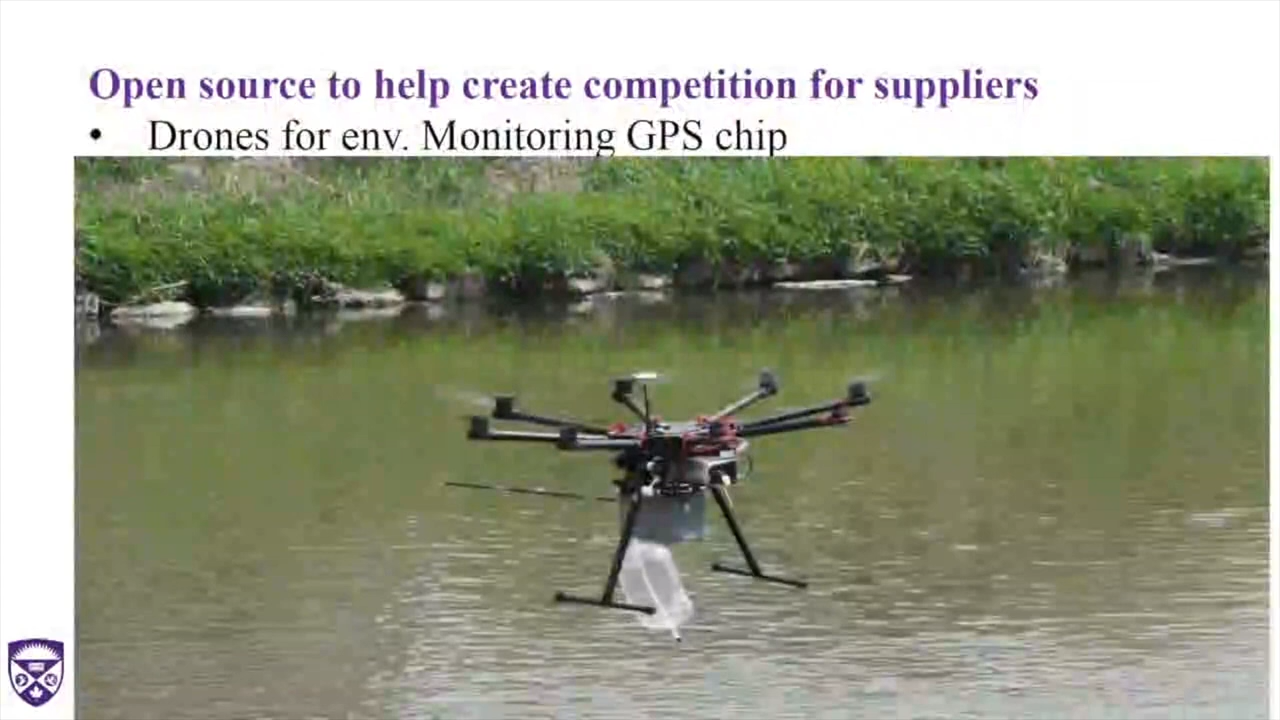 Open source to help create competition for suppliers
• Drones for env. Monitoring GPS chip